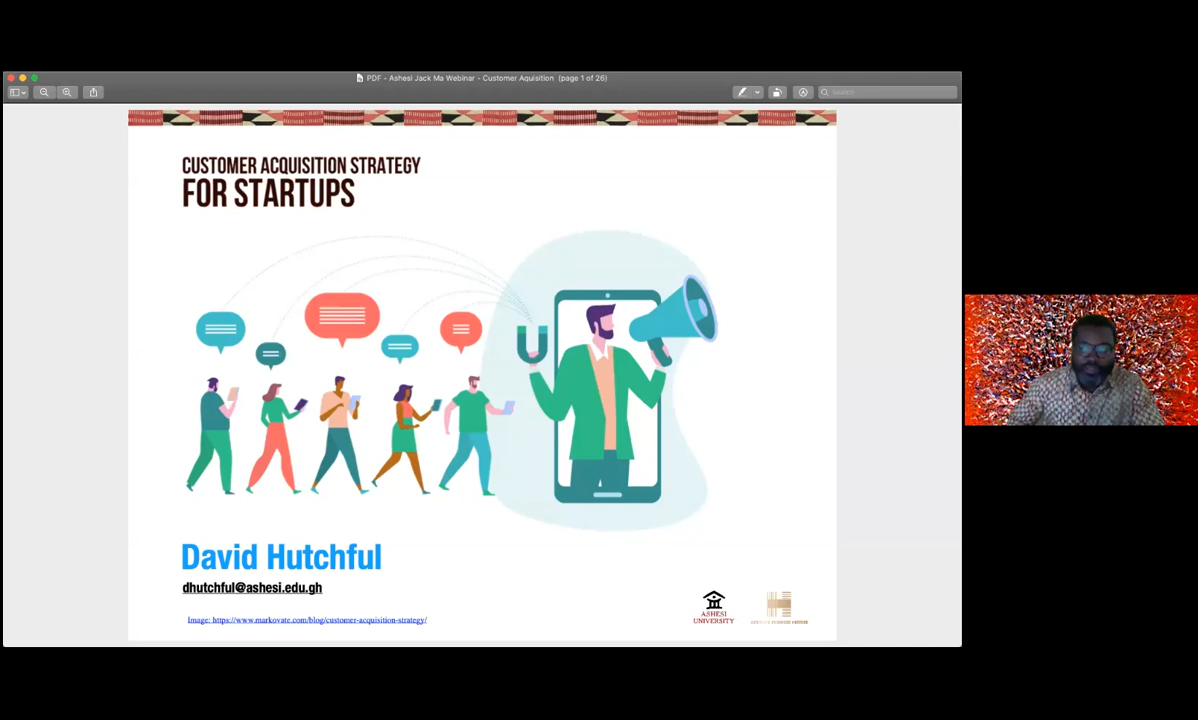 PDF - Ashesi Jack Ma Webinar - Customer Aquisition (page 1 of 26)
Search
CUSTOMER ACQUISITION STRATEGY
FOR STARTUPS
David Hutchful
dhutchful@ashesi.edu.gh
Image: https://www.markovate.com/blog/customer-acquisition-strategy/
ASHESI
UNIVERSITY